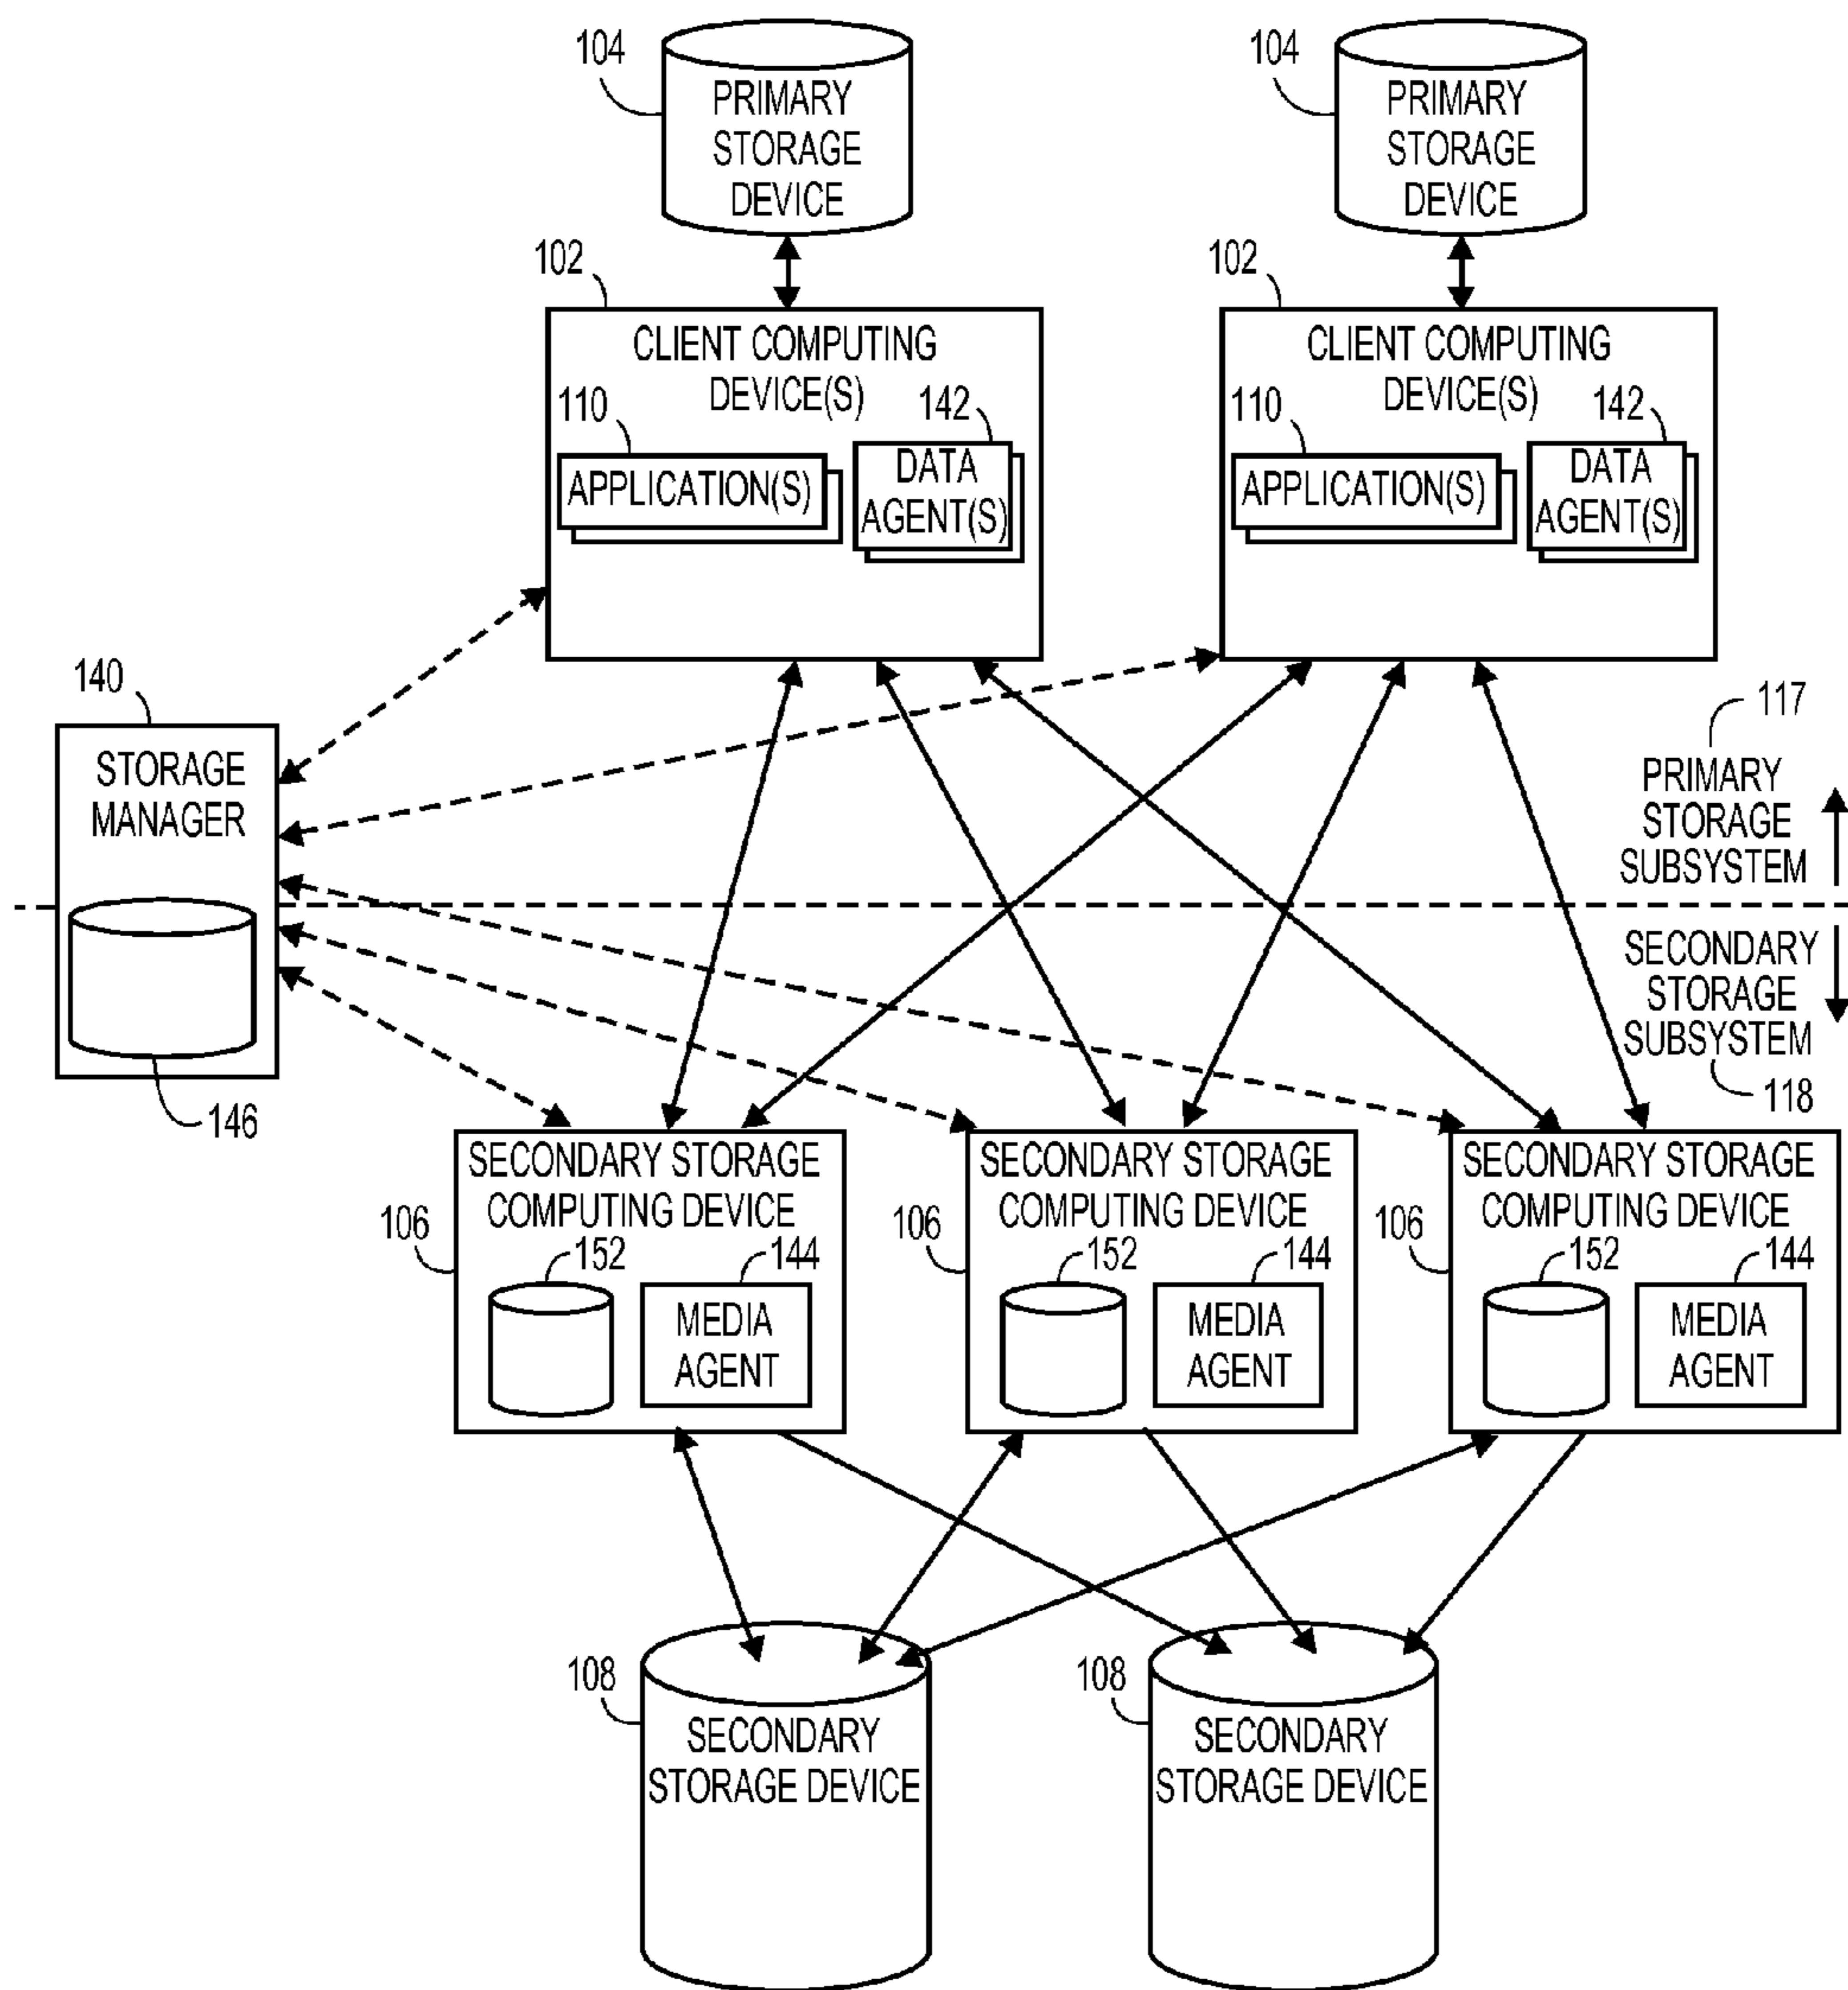 104
PRIMARY
STORAGE
DEVICE
104
PRIMARY
STORAGE
DEVICE
102
CLIENT COMPUTING
DEVICE(S)
110
142
APPLICATION(S)
DATA
AGENT(S)
102
CLIENT COMPUTING
DEVICE(S)
110
142
APPLICATION(S)
DATA
AGENT(S)
140
STORAGE
MANAGER
146
117
PRIMARY
STORAGE
SUBSYSTEM
SECONDARY
STORAGE
SUBSYSTEM
118
SECONDARY STORAGE
COMPUTING DEVICE
106
152
144
MEDIA
AGENT
SECONDARY STORAGE
COMPUTING DEVICE
106
152
144
MEDIA
AGENT
SECONDARY STORAGE
COMPUTING DEVICE
106
152
144
MEDIA
AGENT
108
SECONDARY
STORAGE DEVICE
108
SECONDARY
STORAGE DEVICE